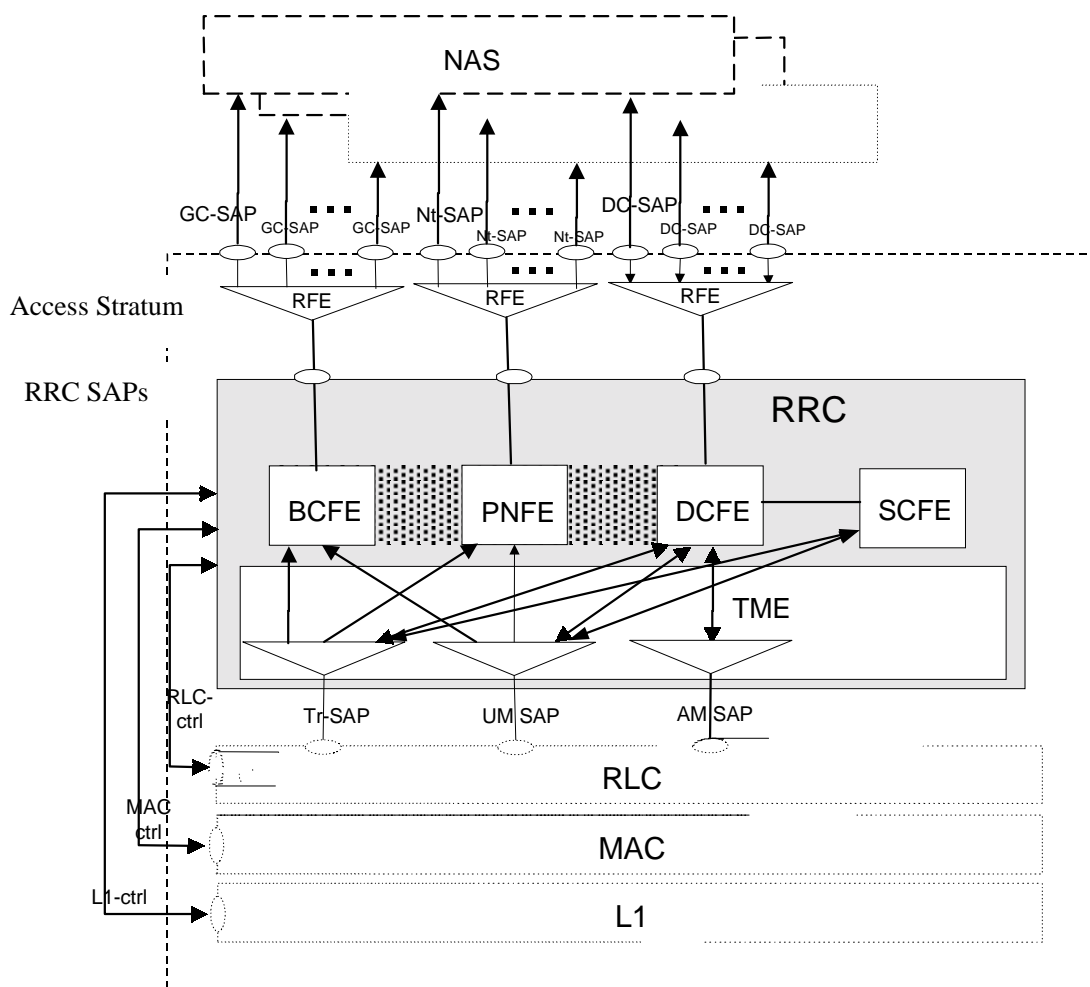 NAS
GC-SAP
GC-SAP
GC-SAP
Nt-SAP
Nt-SAP
Nt-SAP
DC-SAP
DC-SAP
DC-SAP
RFE
RFE
RFE
Access Stratum
RRC SAPs
RRC
BCFE
PNFE
DCFE
SCFE
TME
RLC-
ctrl
Tr-SAP
UM SAP
AM SAP
RLC
MAC
ctrl
MAC
L1-ctrl
L1